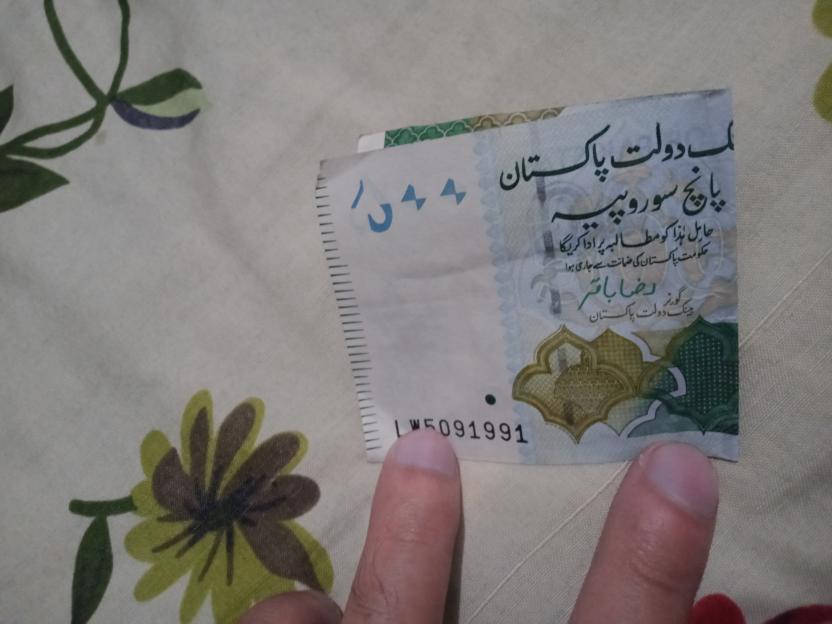 بنک دولت پاکستان
پانچ سو روپیہ
حامل ہٰذا کو مطالبہ پر ادا کریگا
حکومت پاکستان کی ضمانت سے جاری ہوا
رضا باقر
گورنر
بینک دولت پاکستان
LW5091991